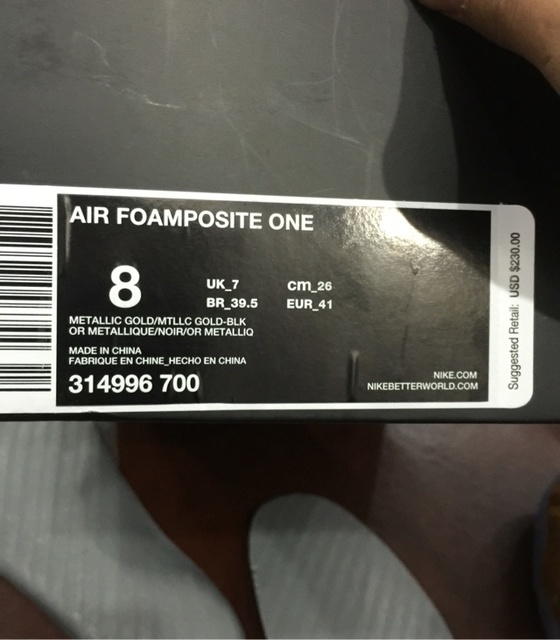 AIR FOAMPOSITE ONE
8
UK_7 cm_26
BR_39.5 EUR_41
METALLIC GOLD/MTLLC GOLD-BLK
OR METALLIQUE/NOIR/OR METALLIQ
MADE IN CHINA
FABRIQUE EN CHINE_HECHO EN CHINA
314996 700
NIKE.COM
NIKEBETTERWORLD.COM
Suggested Retail: USD $230.00